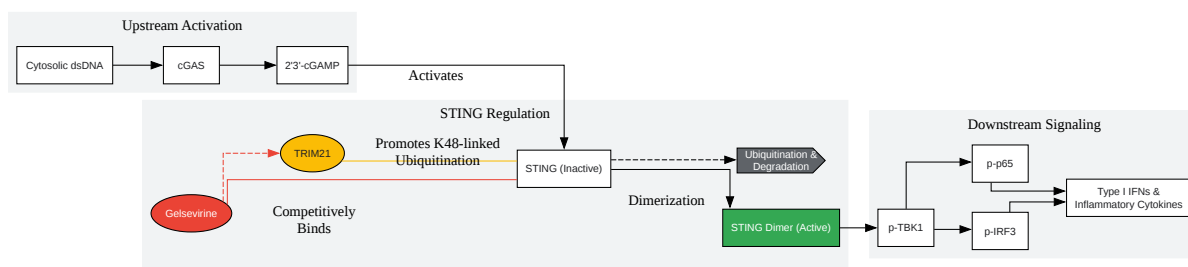 Upstream Activation
Cytosolic dsDNA
cGAS
2'3'-cGAMP
Activates
STING Regulation
TRIM21
Promotes K48-linked
Ubiquitination
Gelsevirine
Competitively
Binds
STING (Inactive)
Ubiquitination &
Degradation
Dimerization
STING Dimer (Active)
Downstream Signaling
p-TBK1
p-p65
p-IRF3
Type I IFNs &
Inflammatory Cytokines